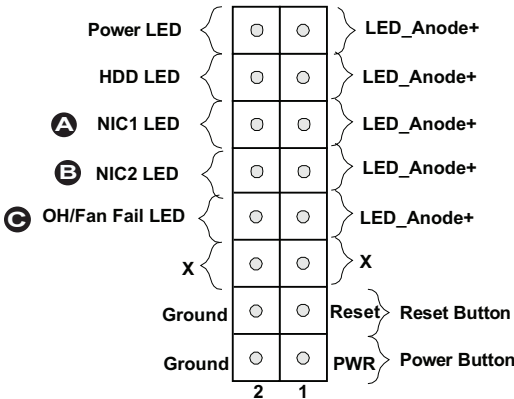 Power LED LED_Anode+
HDD LED LED_Anode+
A NIC1 LED LED_Anode+
B NIC2 LED LED_Anode+
C OH/Fan Fail LED LED_Anode+
X X
Ground Reset Reset Button
Ground PWR Power Button
2 1